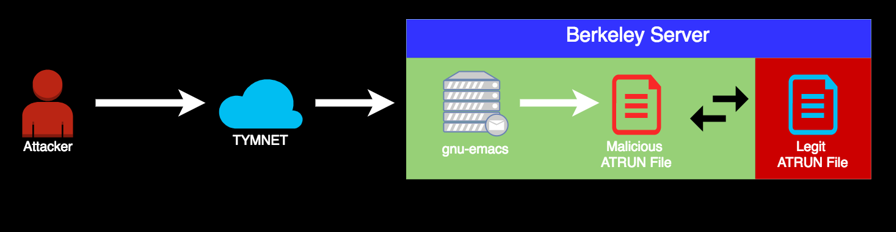 Berkeley Server
Attacker
TYMNET
gnu-emacs
Malicious
ATRUN File
Legit
ATRUN File